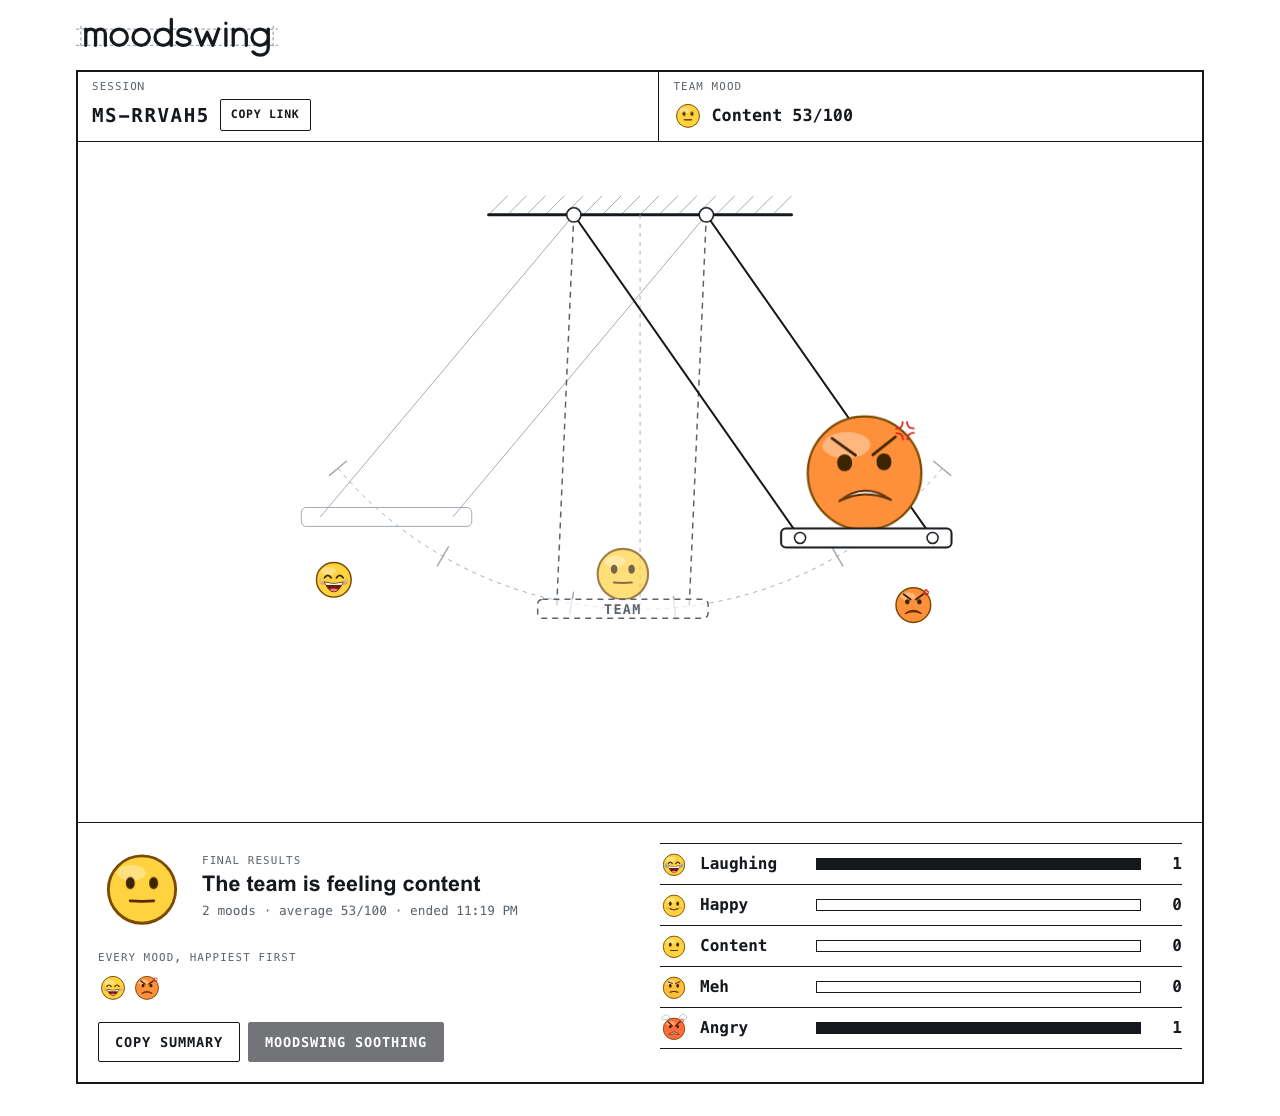 moodswing
SESSION
MS–RRVAH5 COPY LINK
TEAM MOOD
Content 53/100
TEAM
FINAL RESULTS
The team is feeling content
2 moods · average 53/100 · ended 11:19 PM
EVERY MOOD, HAPPIEST FIRST
COPY SUMMARY MOODSWING SOOTHING
Laughing 1
Happy 0
Content 0
Meh 0
Angry 1